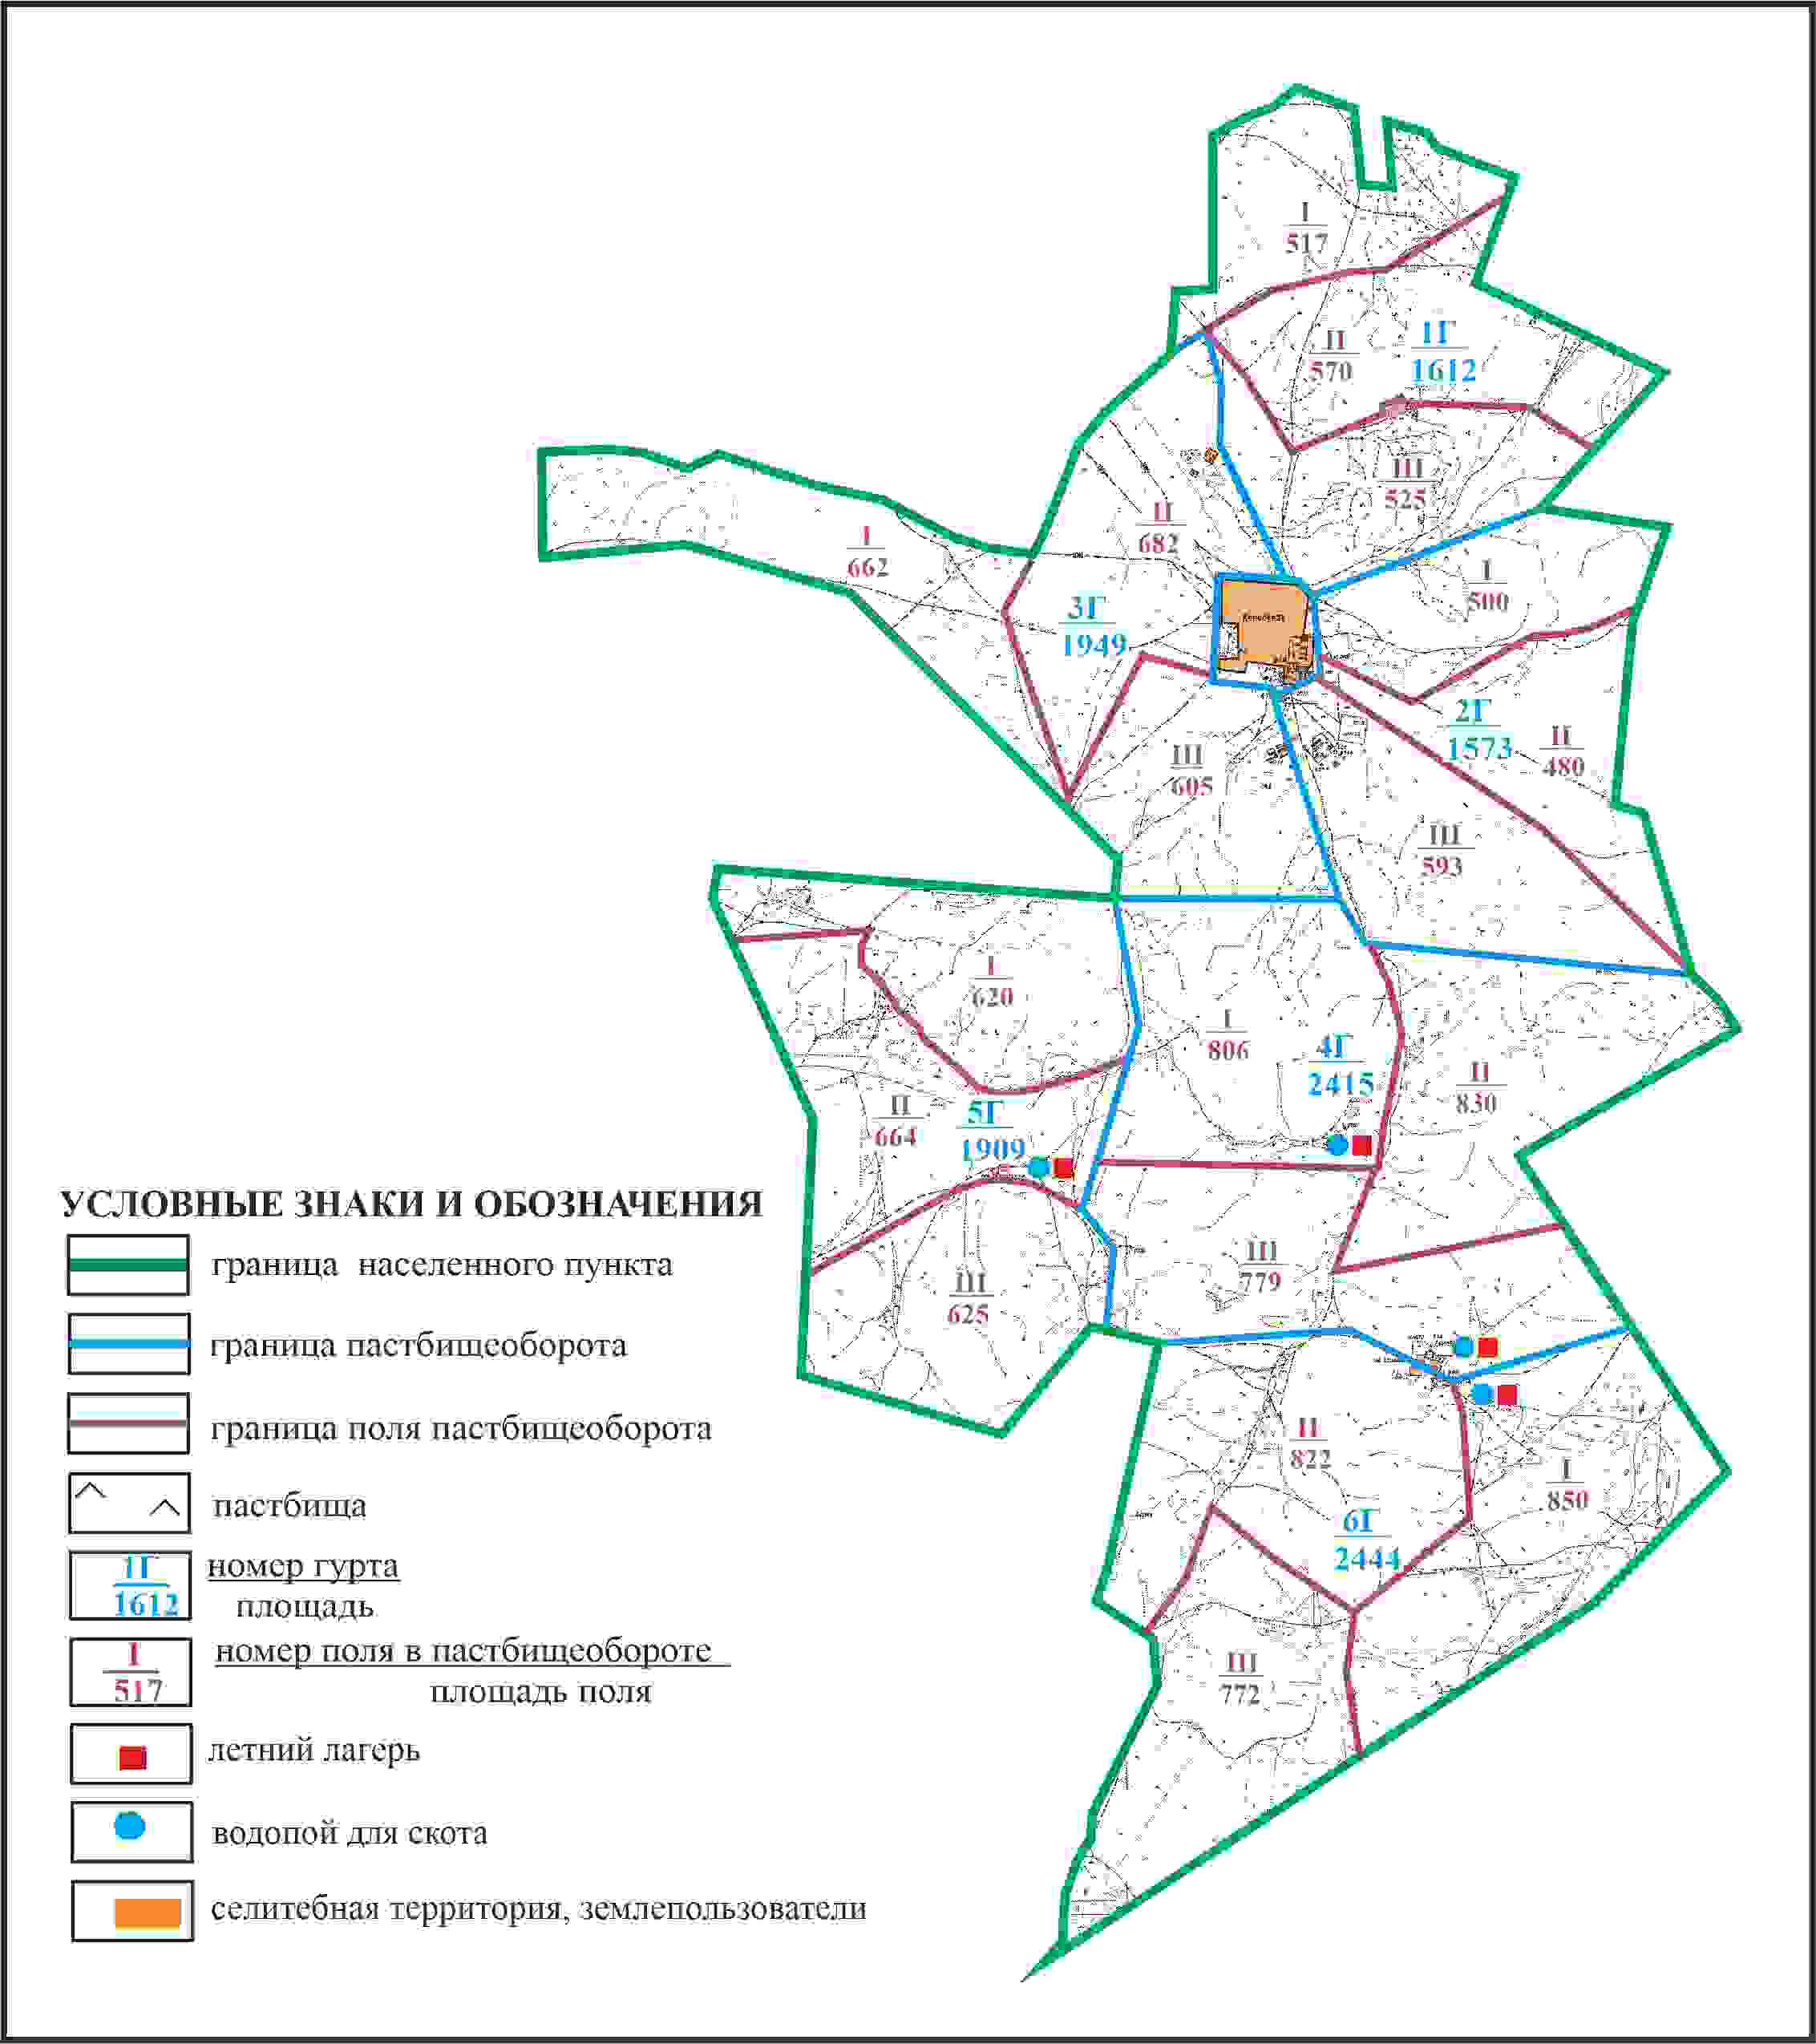 I
517
II
570
1Г
1612
III
525
II
682
I
662
I
500
3Г
1949
2Г
1573
II
480
III
605
III
593
I
620
I
806
4Г
2415
II
830
II
664
5Г
1909
III
625
III
779
II
822
I
850
6Г
2444
III
772
УСЛОВНЫЕ ЗНАКИ И ОБОЗНАЧЕНИЯ
граница населенного пункта
граница пастбищеоборота
граница поля пастбищеоборота
пастбища
1Г
1612
номер гурта
площадь
I
517
номер поля в пастбищеобороте
площадь поля
летний лагерь
водопой для скота
селитебная территория, землепользователи